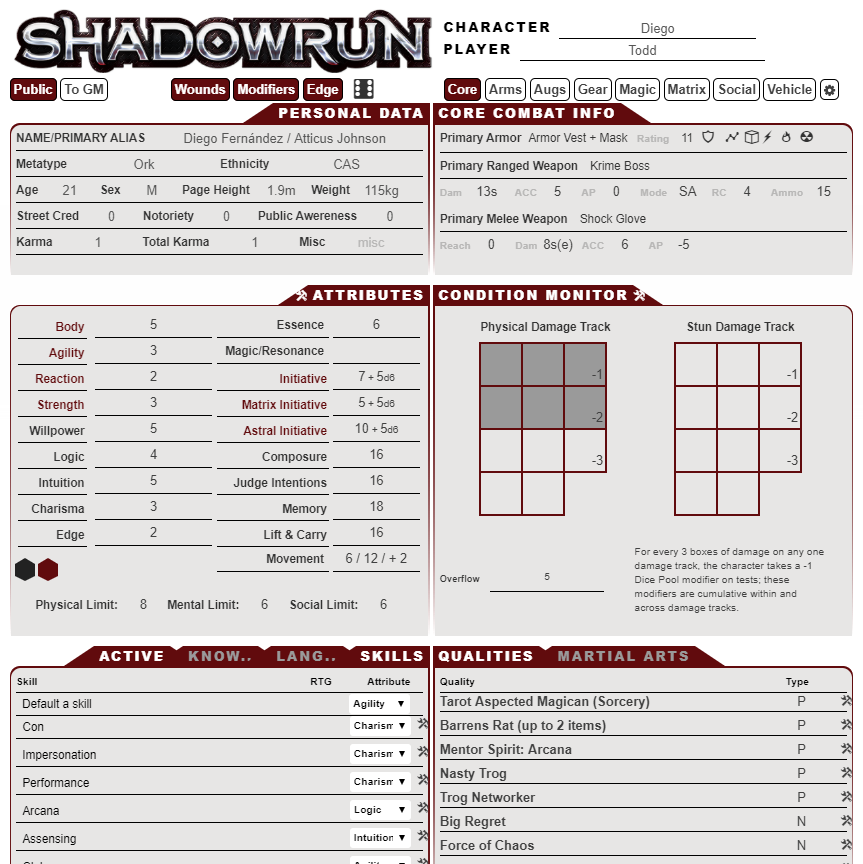 SHADOWRUN
CHARACTER Diego
PLAYER Todd
Public To GM Wounds Modifiers Edge
Core Arms Augs Gear Magic Matrix Social Vehicle
PERSONAL DATA
NAME/PRIMARY ALIAS Diego Fernández / Atticus Johnson
Metatype Ork Ethnicity CAS
Age 21 Sex M Page Height 1.9m Weight 115kg
Street Cred 0 Notoriety 0 Public Awereness 0
Karma 1 Total Karma 1 Misc misc
CORE COMBAT INFO
Primary Armor Armor Vest + Mask Rating 11
Primary Ranged Weapon Krime Boss
Dam 13s ACC 5 AP 0 Mode SA RC 4 Ammo 15
Primary Melee Weapon Shock Glove
Reach 0 Dam 8s(e) ACC 6 AP -5
ATTRIBUTES
Body 5 Essence 6
Agility 3 Magic/Resonance
Reaction 2 Initiative 7 + 5d6
Strength 3 Matrix Initiative 5 + 5d6
Willpower 5 Astral Initiative 10 + 5d6
Logic 4 Composure 16
Intuition 5 Judge Intentions 16
Charisma 3 Memory 18
Edge 2 Lift & Carry 16
Movement 6 / 12 / + 2
Physical Limit: 8 Mental Limit: 6 Social Limit: 6
CONDITION MONITOR
Physical Damage Track Stun Damage Track
-1 -1
-2 -2
-3 -3
Overflow 5
For every 3 boxes of damage on any one
damage track, the character takes a -1
Dice Pool modifier on tests; these
modifiers are cumulative within and
across damage tracks.
ACTIVE KNOW.. LANG.. SKILLS
Skill RTG Attribute
Default a skill Agility ▼
Con Charism ▼
Impersonation Charism ▼
Performance Charism ▼
Arcana Logic ▼
Assensing Intuition ▼
QUALITIES MARTIAL ARTS
Quality Type
Tarot Aspected Magican (Sorcery) P
Barrens Rat (up to 2 items) P
Mentor Spirit: Arcana P
Nasty Trog P
Trog Networker P
Big Regret N
Force of Chaos N